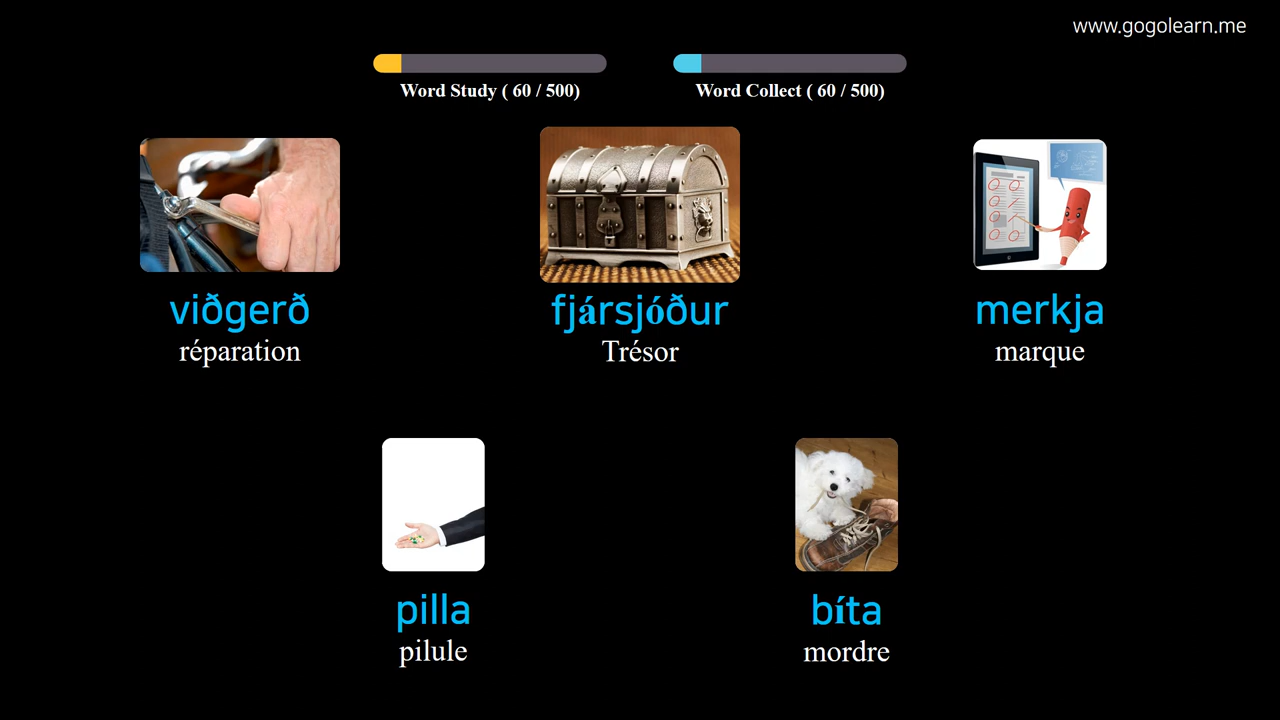 www.gogolearn.me
Word Study ( 60 / 500)
Word Collect ( 60 / 500)
viðgerð
réparation
fjársjóður
Trésor
merkja
marque
pilla
pilule
bíta
mordre